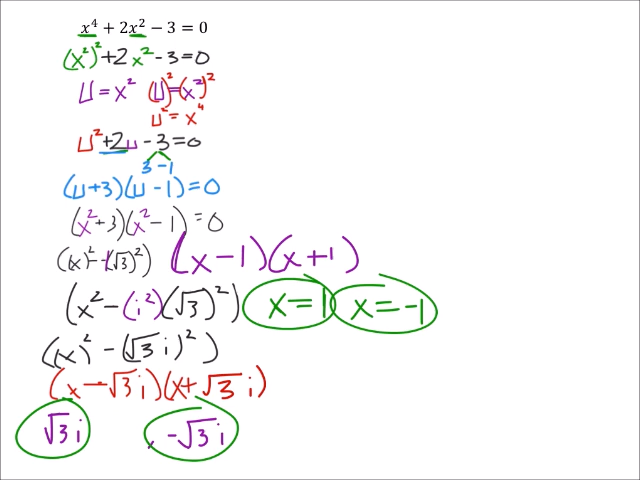 x⁴ + 2x² − 3 = 0
(x²)² + 2x² − 3 = 0
u = x² (u)² = (x²)²
u² = x⁴
u² + 2u − 3 = 0
3 −1
(u + 3)(u − 1) = 0
(x² + 3)(x² − 1) = 0
((x)² − −(√3)²) (x − 1)(x + 1)
(x² − (i²)(√3)²) x = 1 x = −1
((x)² − (√3 i)²)
(x − √3 i)(x + √3 i)
√3 i , −√3 i